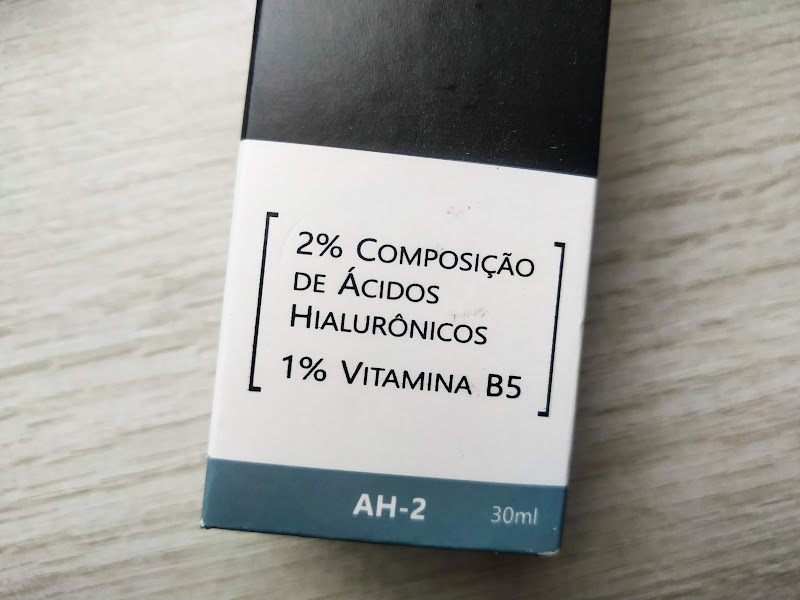 2% Composição
de Ácidos
Hialurônicos
1% Vitamina B5
AH-2
30ml